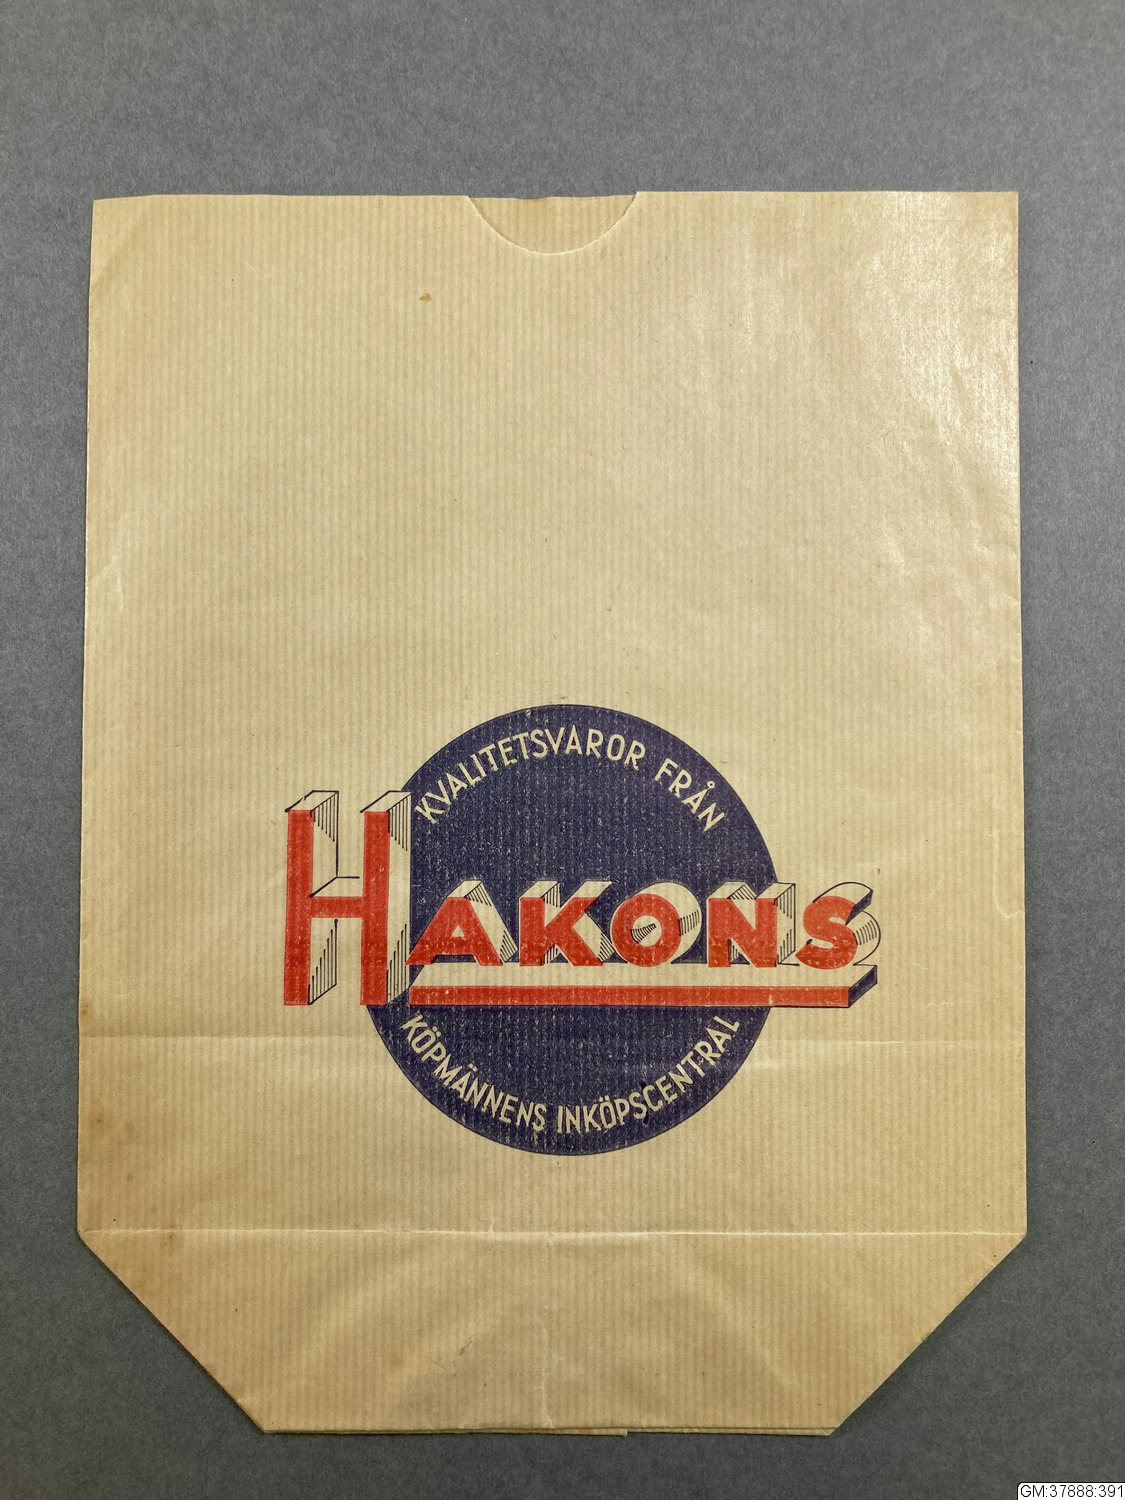 KVALITETSVAROR FRÅN
HAKONS
KÖPMÄNNENS INKÖPSCENTRAL
GM:37888:391